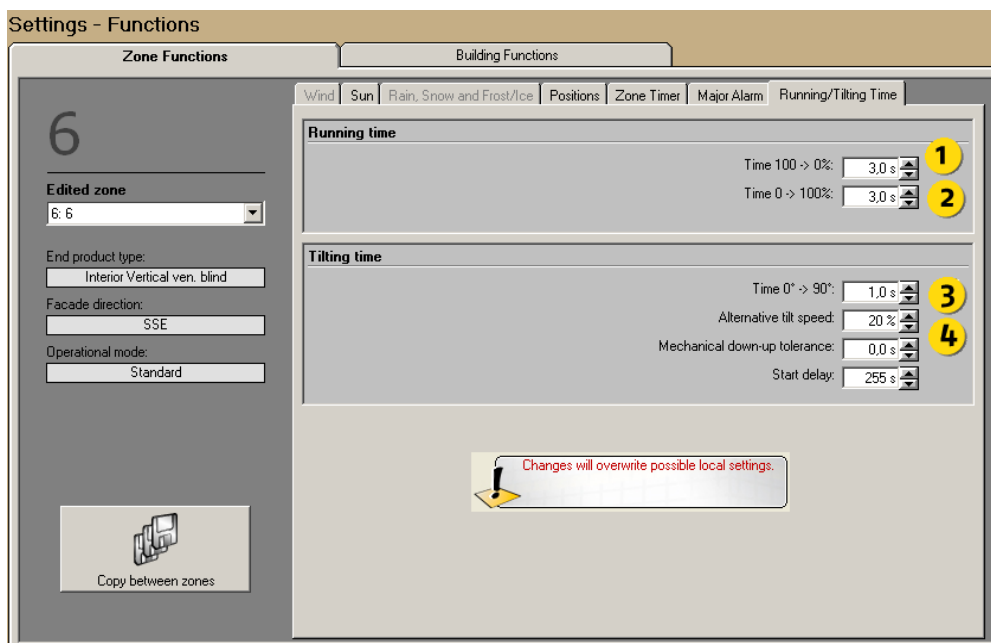 Settings - Functions
Zone Functions
Building Functions
Wind
Sun
Rain, Snow and Frost/Ice
Positions
Zone Timer
Major Alarm
Running/Tilting Time
6
Edited zone
6: 6
End product type:
Interior Vertical ven. blind
Facade direction:
SSE
Operational mode:
Standard
Copy between zones
Running time
Time 100 -> 0%: 3,0 s 1
Time 0 -> 100%: 3,0 s 2
Tilting time
Time 0° -> 90°: 1,0 s 3
Alternative tilt speed: 20 % 4
Mechanical down-up tolerance: 0,0 s
Start delay: 255 s
Changes will overwrite possible local settings.